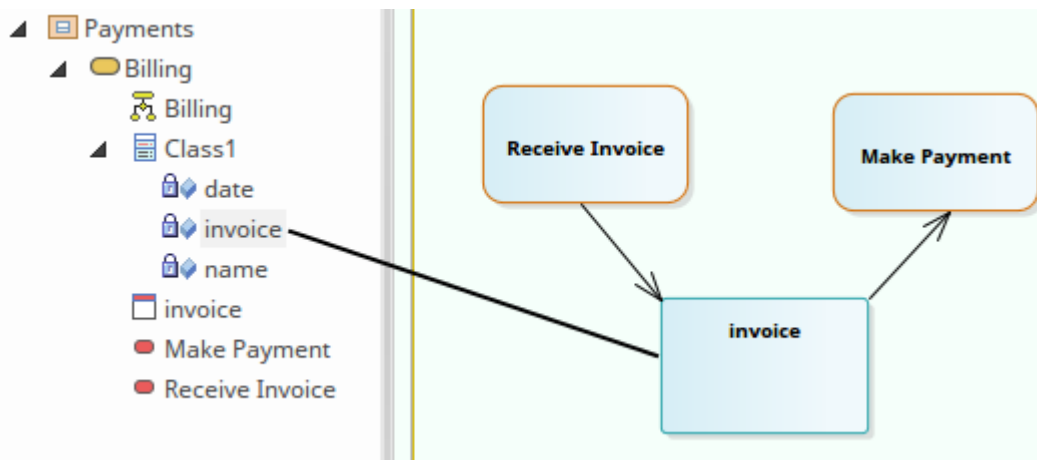 Payments
Billing
Billing
Class1
date
invoice
name
invoice
Make Payment
Receive Invoice
Receive Invoice
Make Payment
invoice